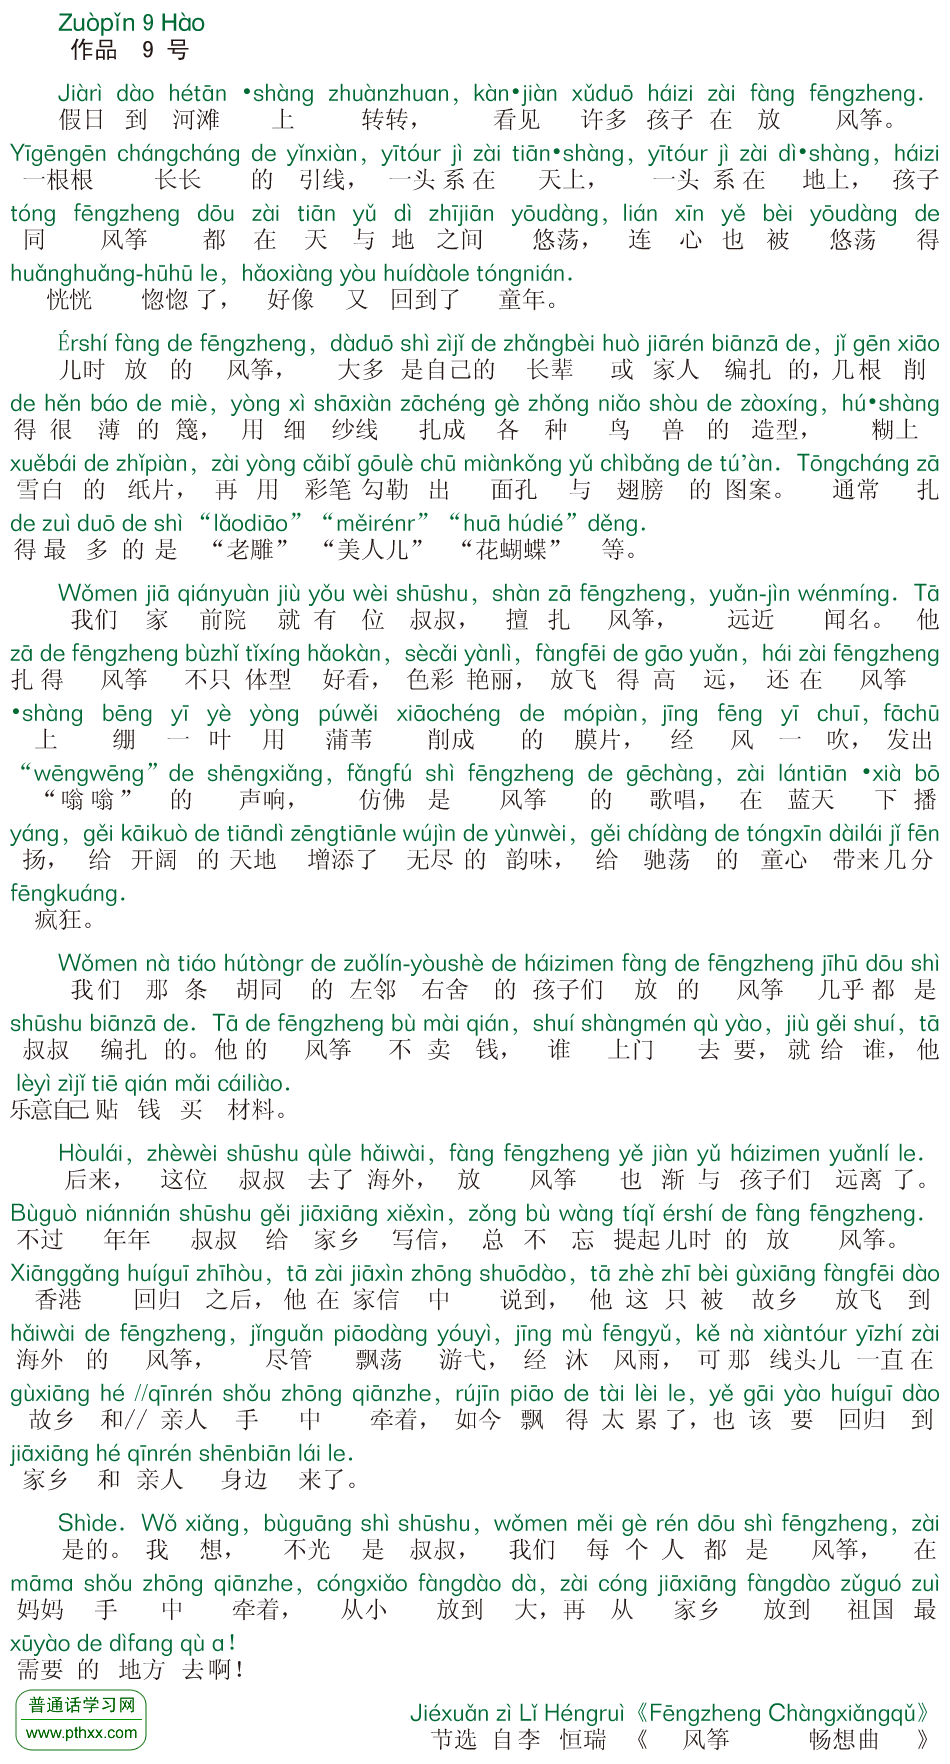 Zuòpǐn 9 Hào
作品 9 号
Jiàrì dào hétān •shàng zhuànzhuan, kàn•jiàn xǔduō háizi zài fàng fēngzheng.
假日 到 河滩 上 转转, 看见 许多 孩子 在 放 风筝。
Yīgēngēn chángcháng de yǐnxiàn, yītóur jì zài tiān•shàng, yītóur jì zài dì•shàng, háizi
一根根 长长 的 引线, 一头 系 在 天上, 一头 系 在 地上, 孩子
tóng fēngzheng dōu zài tiān yǔ dì zhījiān yōudàng, lián xīn yě bèi yōudàng de
同 风筝 都 在 天 与 地 之间 悠荡, 连 心 也 被 悠荡 得
huǎnghuǎng-hūhū le, hǎoxiàng yòu huídàole tóngnián.
恍恍 惚惚 了, 好像 又 回到了 童年。
Érshí fàng de fēngzheng, dàduō shì zìjǐ de zhǎngbèi huò jiārén biānzā de, jǐ gēn xiāo
儿时 放 的 风筝, 大多 是自己的 长辈 或 家人 编扎 的, 几根 削
de hěn báo de miè, yòng xì shāxiàn zāchéng gè zhǒng niǎo shòu de zàoxíng, hú•shàng
得 很 薄 的 篾, 用 细 纱线 扎成 各 种 鸟 兽 的 造型, 糊上
xuěbái de zhǐpiàn, zài yòng cǎibǐ gōulè chū miànkǒng yǔ chìbǎng de tú'àn. Tōngcháng zā
雪白 的 纸片, 再 用 彩笔 勾勒 出 面孔 与 翅膀 的 图案。 通常 扎
de zuì duō de shì “lǎodiāo” “měirénr” “huā húdié” děng.
得 最 多 的 是 “老雕” “美人儿” “花蝴蝶” 等。
Wǒmen jiā qiányuàn jiù yǒu wèi shūshu, shàn zā fēngzheng, yuǎn-jìn wénmíng. Tā
我们 家 前院 就 有 位 叔叔, 擅 扎 风筝, 远近 闻名。 他
zā de fēngzheng bùzhǐ tǐxíng hǎokàn, sècǎi yànlì, fàngfēi de gāo yuǎn, hái zài fēngzheng
扎 得 风筝 不只 体型 好看, 色彩 艳丽, 放飞 得 高 远, 还 在 风筝
•shàng bēng yī yè yòng púwěi xiāochéng de mópiàn, jīng fēng yī chuī, fāchū
上 绷 一 叶 用 蒲苇 削成 的 膜片, 经 风 一 吹, 发出
“wēngwēng” de shēngxiǎng, fǎngfú shì fēngzheng de gēchàng, zài lántiān •xià bō
“嗡嗡” 的 声响, 仿佛 是 风筝 的 歌唱, 在 蓝天 下 播
yáng, gěi kāikuò de tiāndì zēngtiānle wújìn de yùnwèi, gěi chídàng de tóngxīn dàilái jǐ fēn
扬, 给 开阔 的 天地 增添了 无尽 的 韵味, 给 驰荡 的 童心 带来 几分
fēngkuáng.
疯狂。
Wǒmen nà tiáo hútòngr de zuǒlín-yòushè de háizimen fàng de fēngzheng jīhū dōu shì
我们 那 条 胡同 的 左邻 右舍 的 孩子们 放 的 风筝 几乎 都 是
shūshu biānzā de. Tā de fēngzheng bù mài qián, shuí shàngmén qù yào, jiù gěi shuí, tā
叔叔 编扎 的。他 的 风筝 不 卖 钱, 谁 上门 去 要, 就 给 谁, 他
lèyì zìjǐ tiē qián mǎi cáiliào.
乐意自己 贴 钱 买 材料。
Hòulái, zhèwèi shūshu qùle hǎiwài, fàng fēngzheng yě jiàn yǔ háizimen yuǎnlí le.
后来, 这位 叔叔 去了 海外, 放 风筝 也 渐 与 孩子们 远离 了。
Bùguò niánnián shūshu gěi jiāxiāng xiěxìn, zǒng bù wàng tíqǐ érshí de fàng fēngzheng.
不过 年年 叔叔 给 家乡 写信, 总 不 忘 提起 儿时 的 放 风筝。
Xiānggǎng huíguī zhīhòu, tā zài jiāxìn zhōng shuōdào, tā zhè zhī bèi gùxiāng fàngfēi dào
香港 回归 之后, 他 在 家信 中 说到, 他 这 只 被 故乡 放飞 到
hǎiwài de fēngzheng, jǐnguǎn piāodàng yóuyì, jīng mù fēngyǔ, kě nà xiàntóur yīzhí zài
海外 的 风筝, 尽管 飘荡 游弋, 经 沐 风雨, 可 那 线头儿 一直 在
gùxiāng hé //qīnrén shǒu zhōng qiānzhe, rújīn piāo de tài lèi le, yě gāi yào huíguī dào
故乡 和// 亲人 手 中 牵着, 如今 飘 得 太 累 了, 也 该 要 回归 到
jiāxiāng hé qīnrén shēnbiān lái le.
家乡 和 亲人 身边 来了。
Shìde. Wǒ xiǎng, bùguāng shì shūshu, wǒmen měi gè rén dōu shì fēngzheng, zài
是的。 我 想, 不光 是 叔叔, 我们 每 个 人 都 是 风筝, 在
māma shǒu zhōng qiānzhe, cóngxiǎo fàngdào dà, zài cóng jiāxiāng fàngdào zǔguó zuì
妈妈 手 中 牵着, 从小 放到 大, 再 从 家乡 放到 祖国 最
xūyào de dìfang qù a!
需要 的 地方 去啊!
Jiéxuǎn zì Lǐ Héngruì《Fēngzheng Chàngxiǎngqǔ》
节选 自李 恒瑞 《 风筝 畅想曲 》
普通话学习网
www.pthxx.com